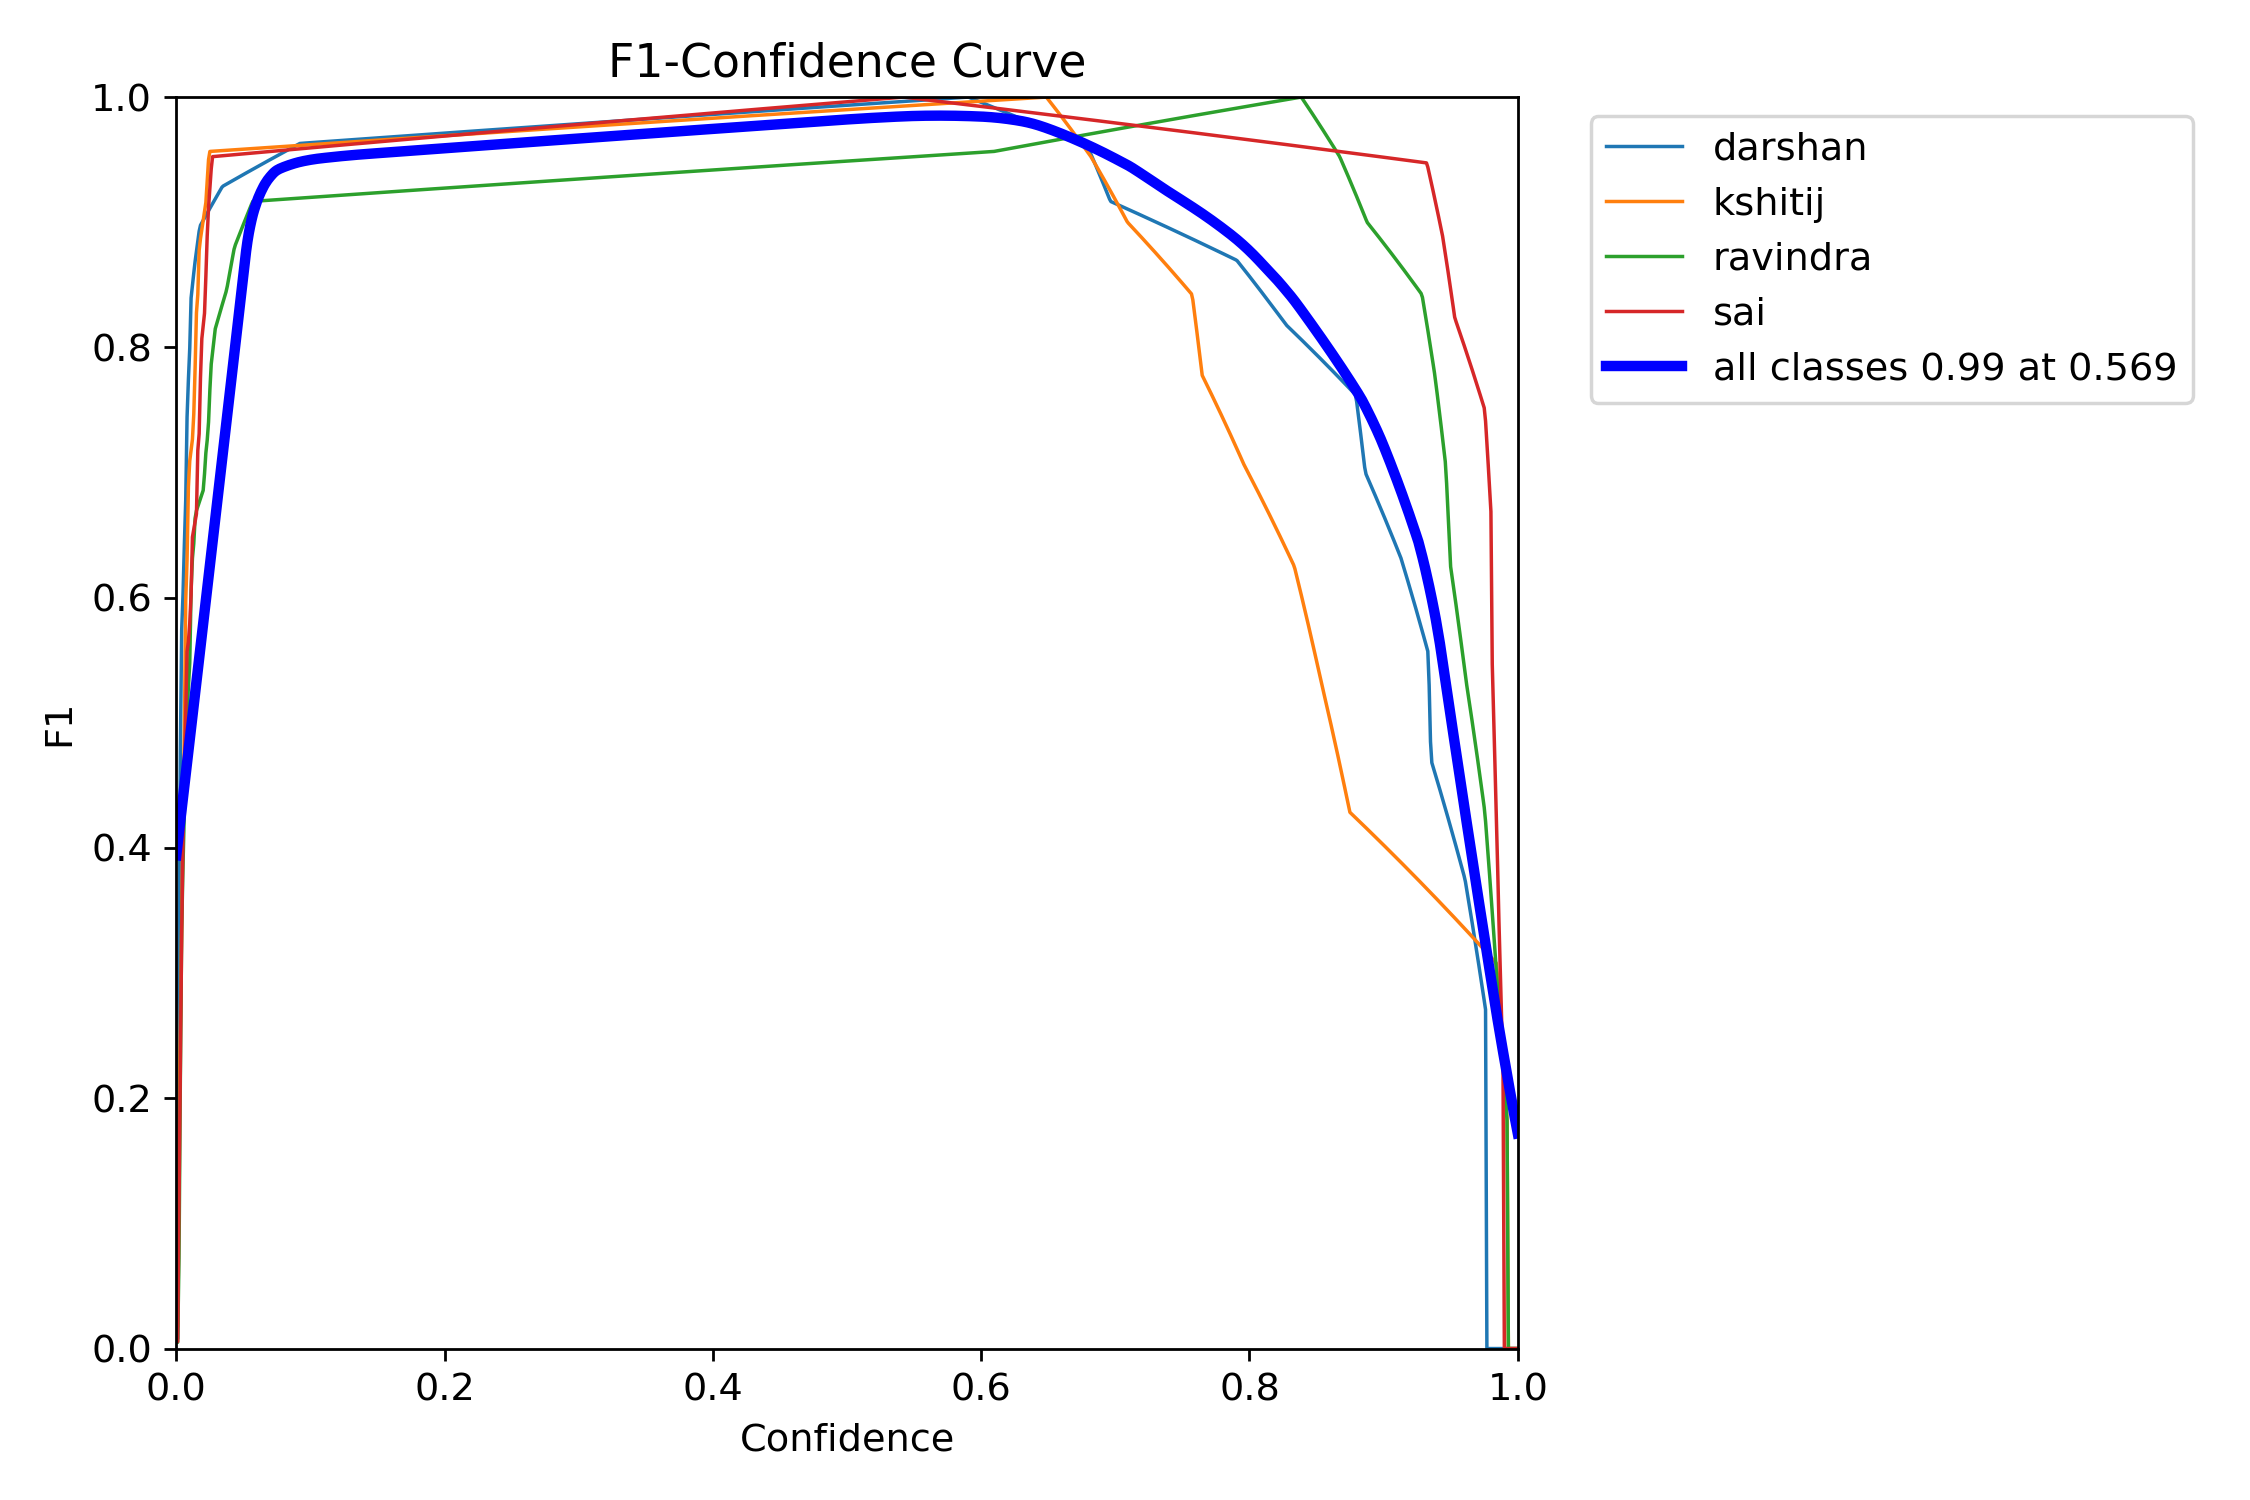 F1-Confidence Curve
1.0
0.8
0.6
0.4
0.2
0.0
F1
0.0 0.2 0.4 0.6 0.8 1.0
Confidence
darshan
kshitij
ravindra
sai
all classes 0.99 at 0.569